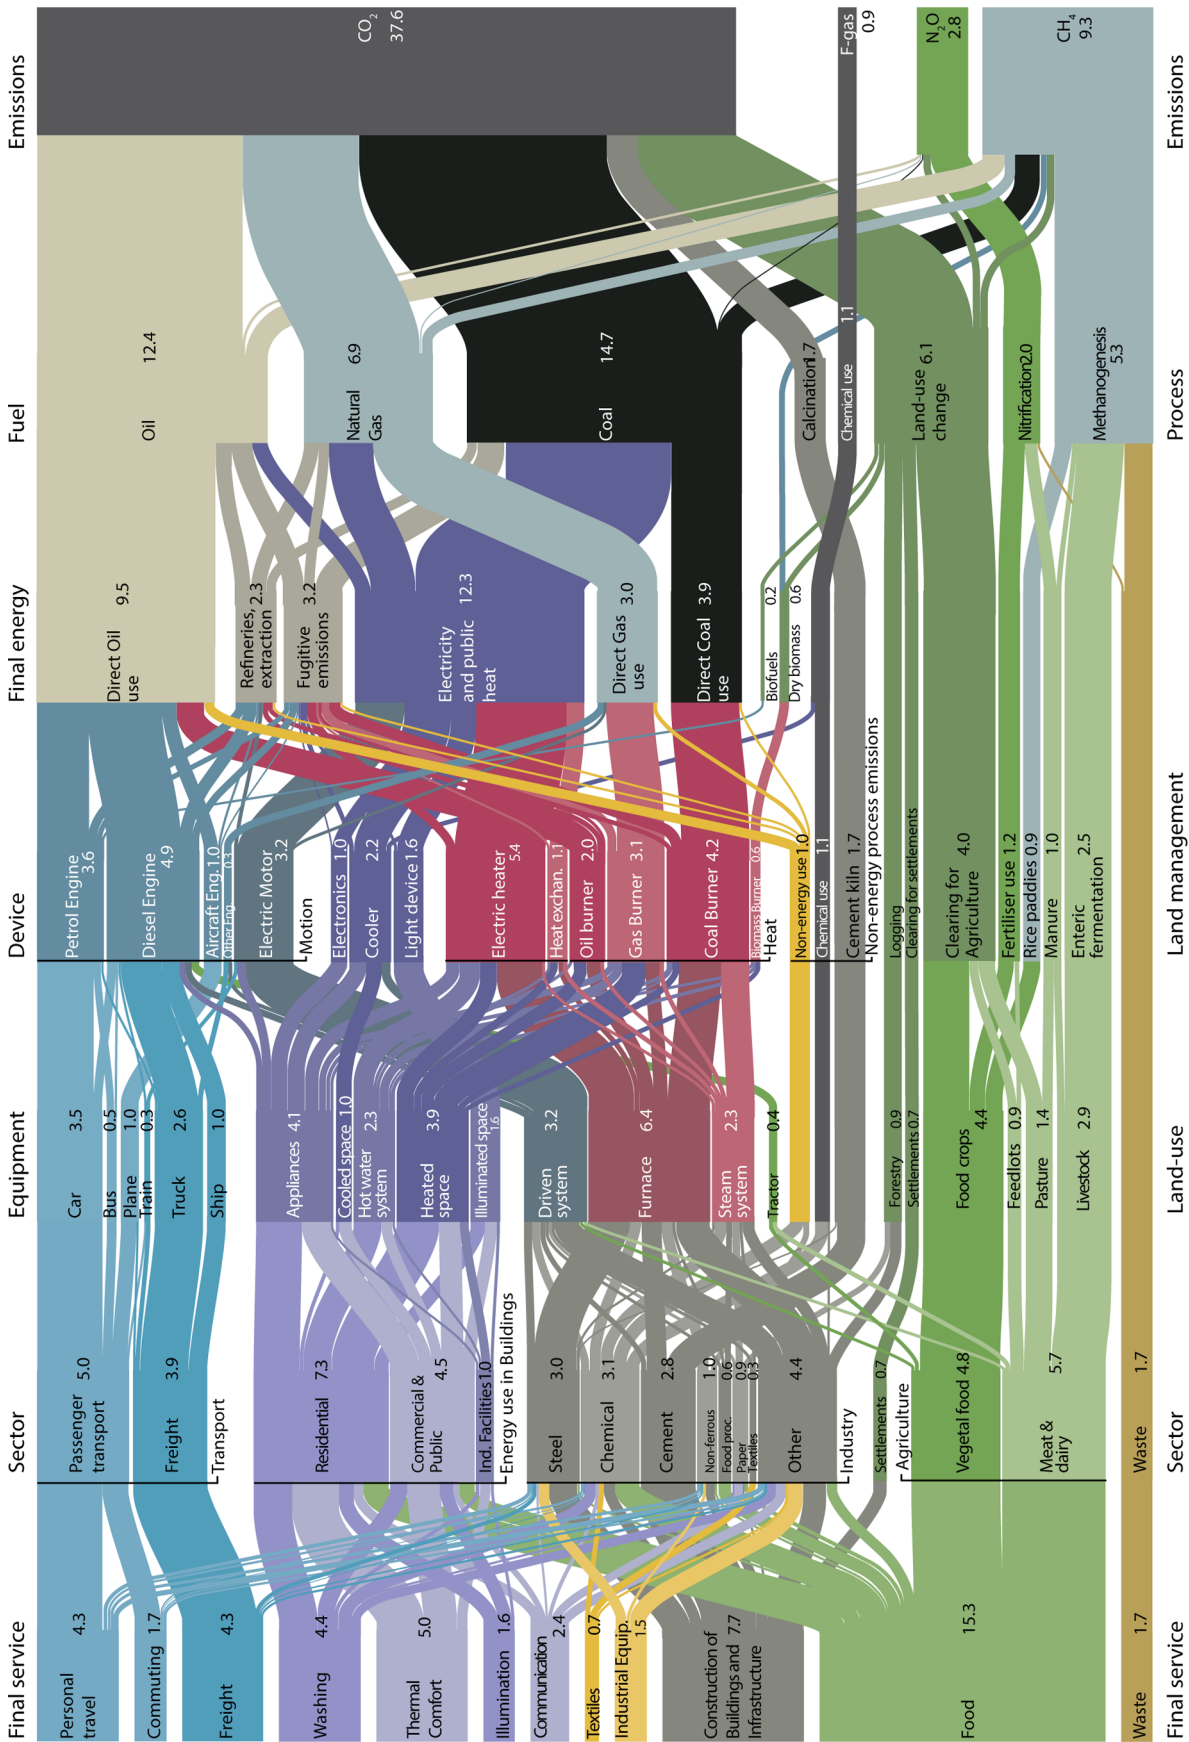 Emissions
CO2
37.6
F-gas
0.9
N2O
2.8
CH4
9.3
Emissions
Fuel
Oil
12.4
Natural
Gas
6.9
Coal
14.7
Calcination
1.7
Chemical use
1.1
Land-use
change
6.1
Nitrification
2.0
Methanogenesis
5.3
Process
Final energy
Direct Oil
use
9.5
Refineries,
extraction
2.3
Fugitive
emissions
3.2
Electricity
and public
heat
12.3
Direct Gas
use
3.0
Direct Coal
use
3.9
Biofuels
0.2
Dry biomass
0.6
Device
Petrol Engine
3.6
Diesel Engine
4.9
Aircraft Eng. 1.0
Other Eng. 0.3
Electric Motor
3.2
Motion
Electronics 1.0
Cooler
2.2
Light device 1.6
Electric heater
5.4
Heat exchan. 1.1
Oil burner
2.0
Gas Burner
3.1
Coal Burner 4.2
Biomass Burner 0.6
Heat
Non-energy use 1.0
Chemical use 1.1
Cement kiln 1.7
Non-energy process emissions
Logging
Clearing for settlements
Clearing for
Agriculture
4.0
Fertiliser use 1.2
Rice paddies 0.9
Manure 1.0
Enteric
fermentation
2.5
Land management
Equipment
Car
3.5
Bus
0.5
Plane
1.0
Train
0.3
Truck
2.6
Ship
1.0
Appliances 4.1
Cooled space 1.0
Hot water
system
2.3
Heated
space
3.9
Illuminated space
1.6
Driven
system
3.2
Furnace
6.4
Steam
system
2.3
Tractor
0.4
Forestry
0.9
Settlements 0.7
Food crops
4.4
Feedlots 0.9
Pasture
1.4
Livestock
2.9
Land-use
Sector
Passenger
transport
5.0
Freight
3.9
Transport
Residential
7.3
Commercial &
Public
4.5
Ind. Facilities 1.0
Energy use in Buildings
Steel
3.0
Chemical
3.1
Cement
2.8
Non-ferrous
1.0
Food proc.
0.6
Paper
0.9
Textiles
0.3
Other
4.4
Industry
Settlements
0.7
Agriculture
Vegetal food 4.8
Meat &
dairy
5.7
Waste
1.7
Sector
Final service
Personal
travel
4.3
Commuting 1.7
Freight
4.3
Washing
4.4
Thermal
Comfort
5.0
Illumination
1.6
Communication
2.4
Textiles
0.7
Industrial Equip.
1.5
Construction of
Buildings and
Infrastructure
7.7
Food
15.3
Waste
1.7
Final service